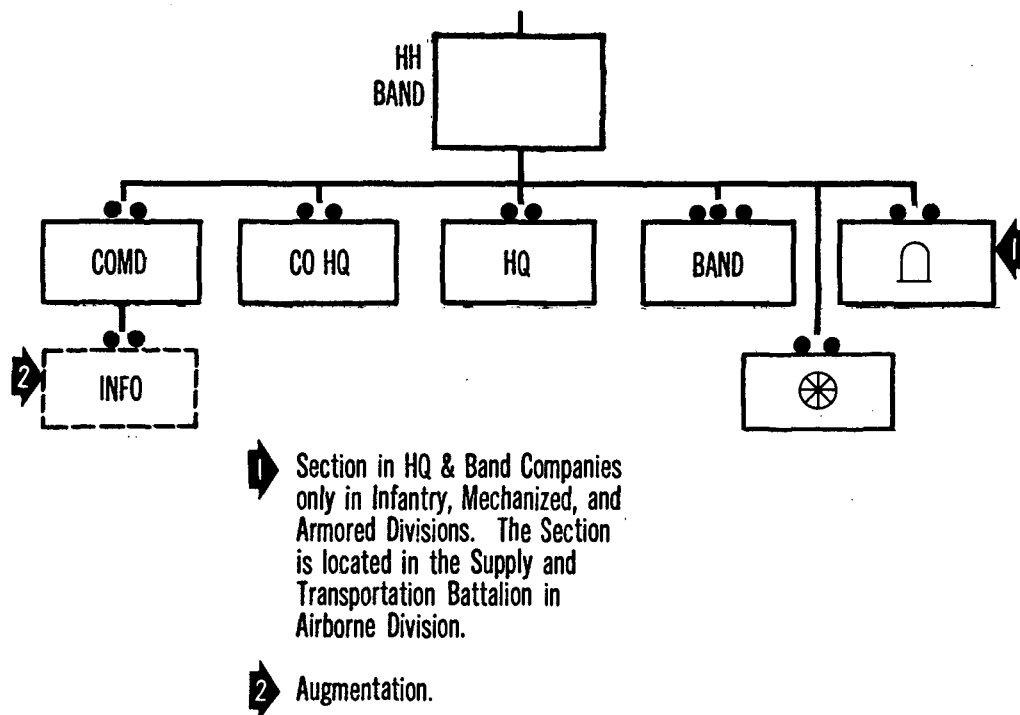 HH
BAND
COMD
CO HQ
HQ
BAND
1
2
INFO
1 Section in HQ & Band Companies
only in Infantry, Mechanized, and
Armored Divisions. The Section
is located in the Supply and
Transportation Battalion in
Airborne Division.
2 Augmentation.